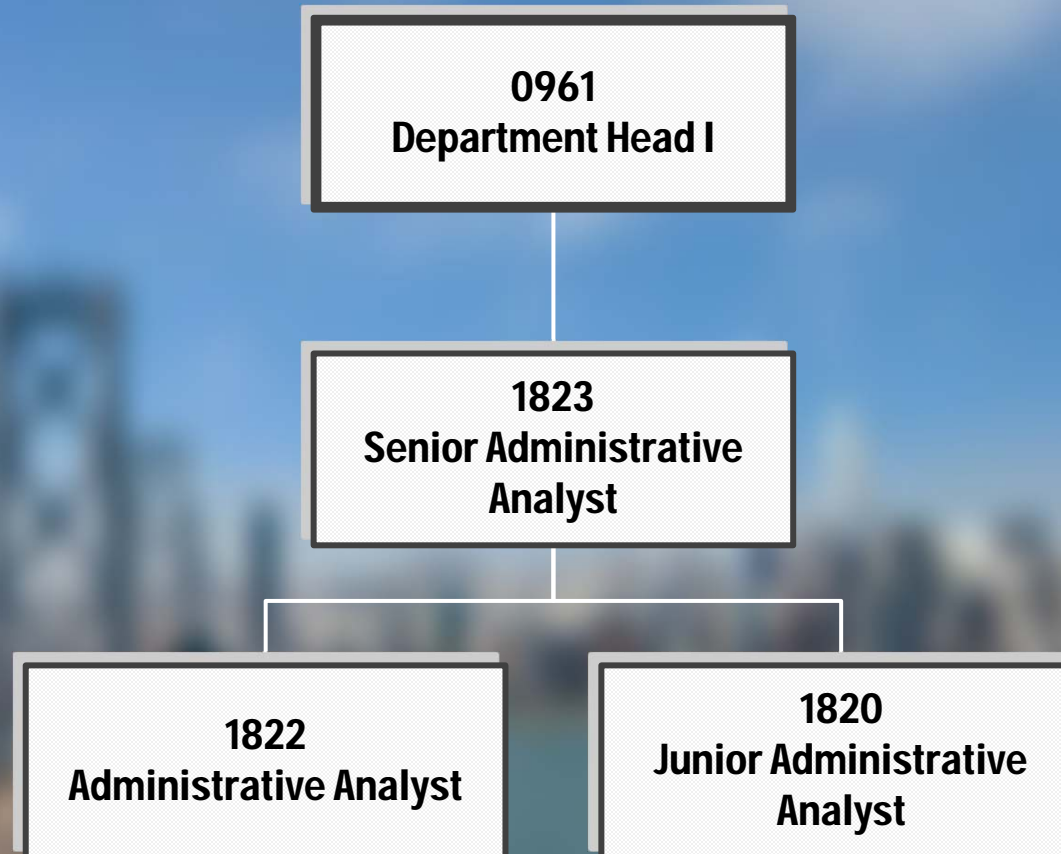 0961
Department Head I
1823
Senior Administrative
Analyst
1822
Administrative Analyst
1820
Junior Administrative
Analyst